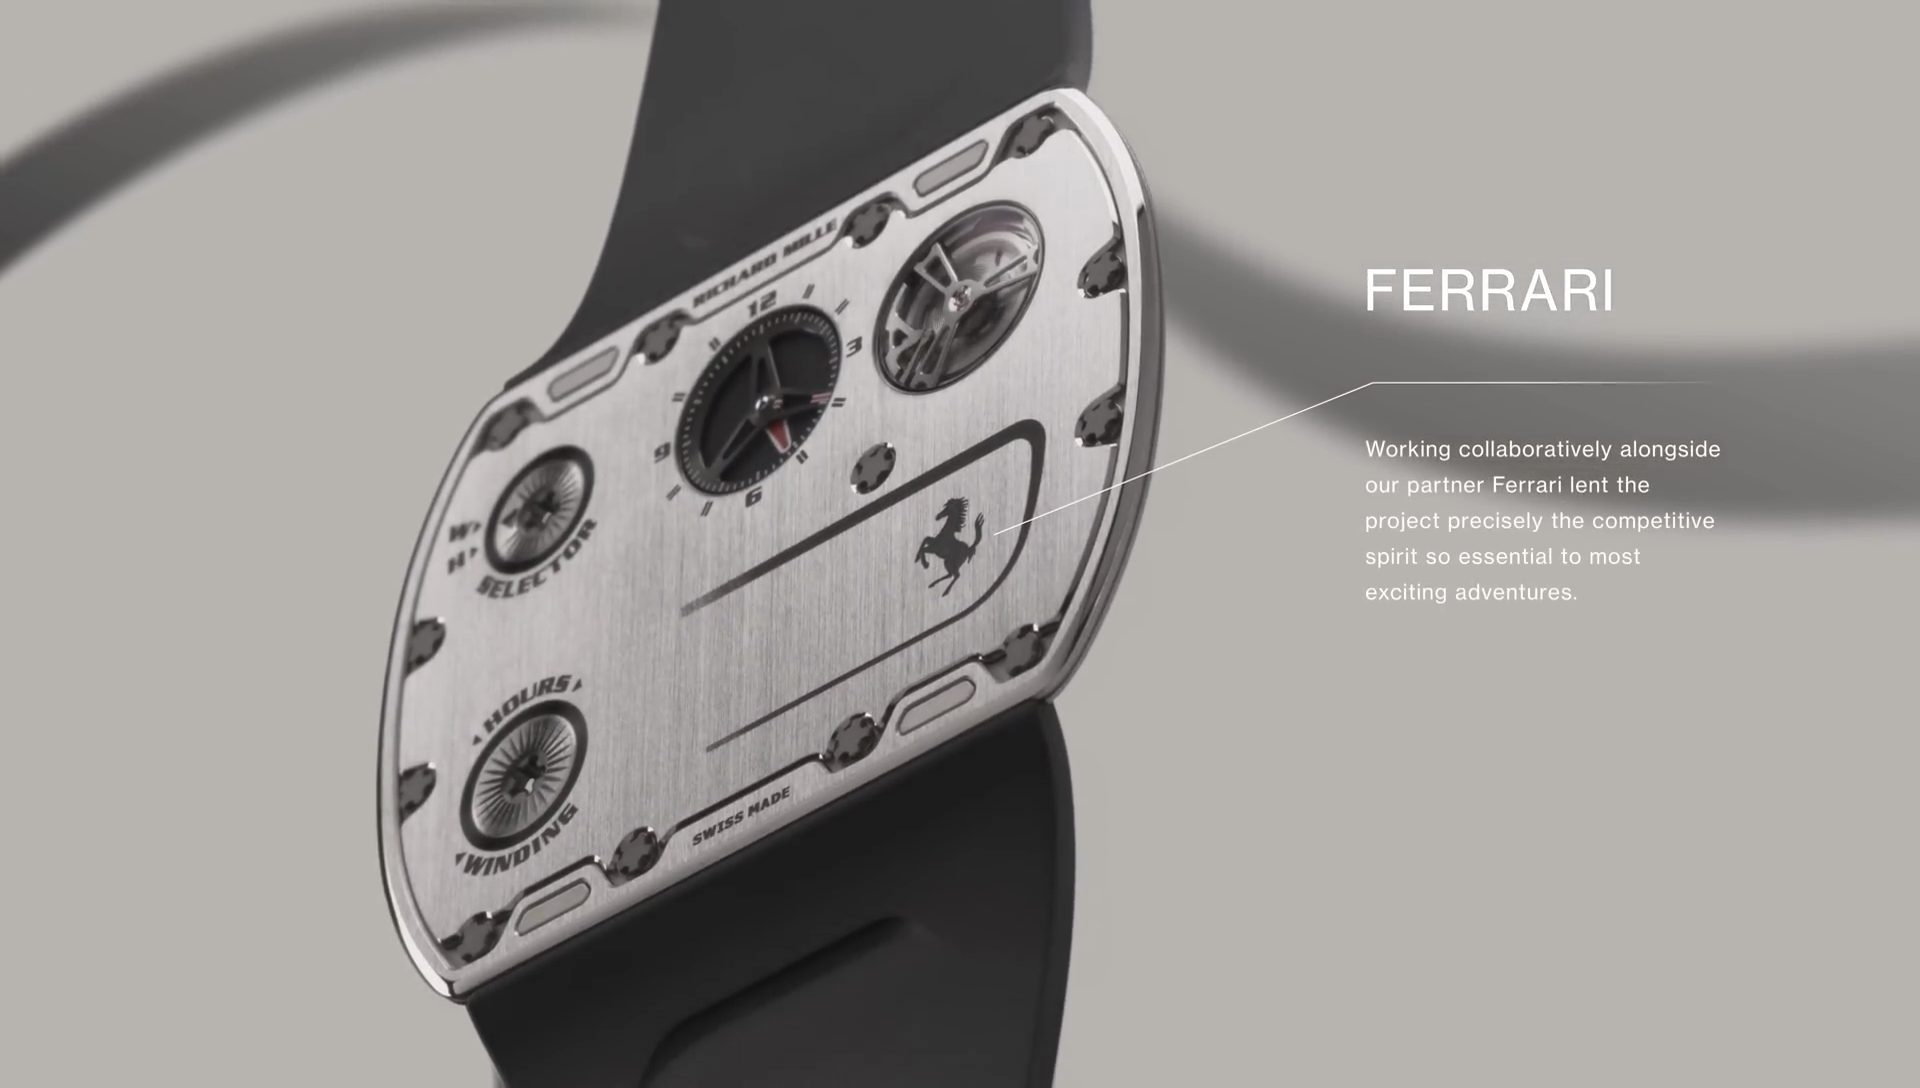 RICHARD MILLE
12
3
9
6
W
H
SELECTOR
HOURS
WINDING
SWISS MADE
FERRARI
Working collaboratively alongside
our partner Ferrari lent the
project precisely the competitive
spirit so essential to most
exciting adventures.